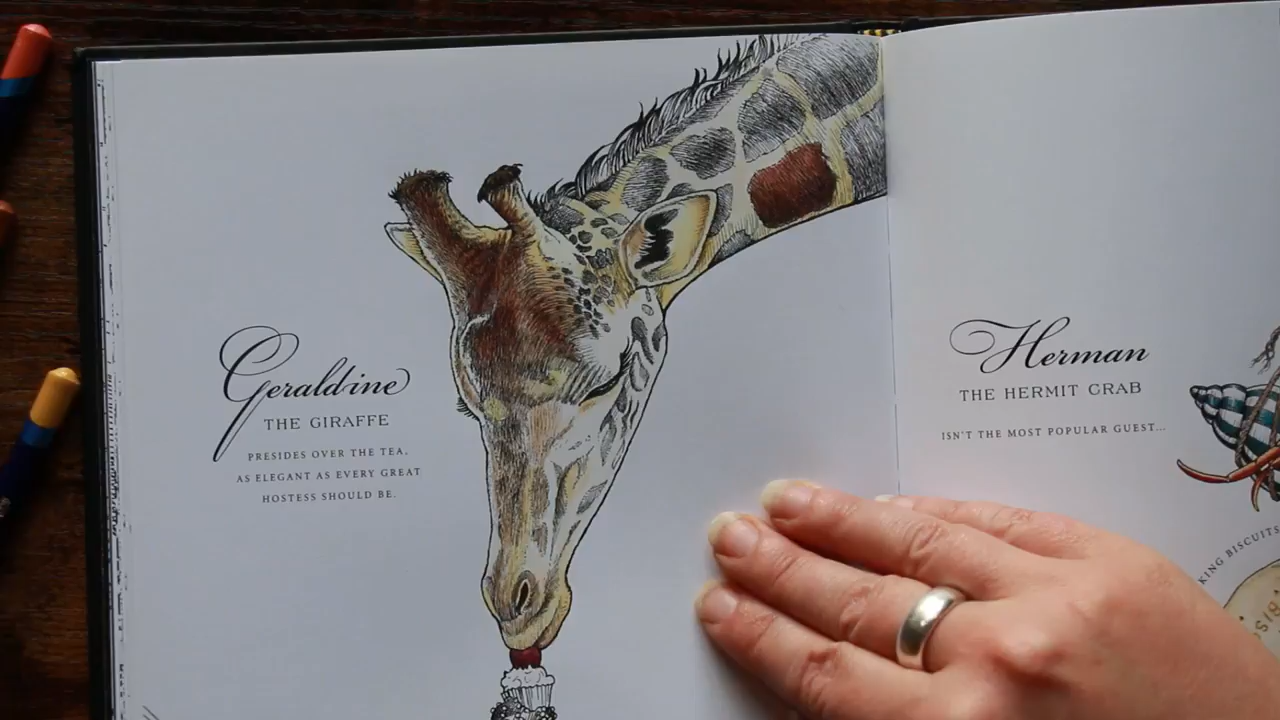 Geraldine
THE GIRAFFE
PRESIDES OVER THE TEA,
AS ELEGANT AS EVERY GREAT
HOSTESS SHOULD BE.
Herman
THE HERMIT CRAB
ISN'T THE MOST POPULAR GUEST...
BISCUITS